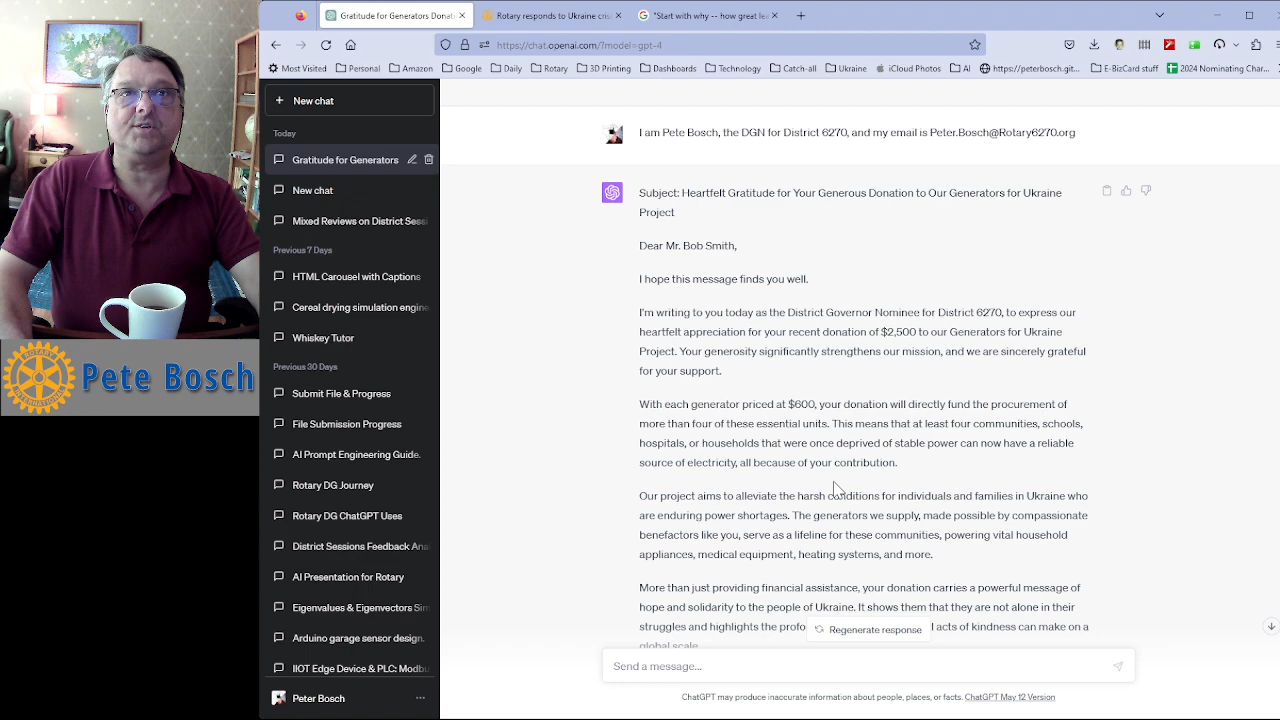 Gratitude for Generators Donati
Rotary responds to Ukraine cris
"Start with why -- how great"
https://chat.openai.com/?model=gpt-4
Most Visited
Personal
Amazon
Google
Daily
Rotary
3D Printing
Dashboards
Technology
Catch all
Ukraine
iCloud Photos
AI
https://peterbosch.git...
Cloud stuff
2024 Nominating Cha...
New chat
Today
Gratitude for Generators
New chat
Mixed Reviews on District Sessi
Previous 7 Days
HTML Carousel with Captions
Cereal drying simulation engine
Whiskey Tutor
Previous 30 Days
Submit File & Progress
File Submission Progress
AI Prompt Engineering Guide.
Rotary DG Journey
Rotary DG ChatGPT Uses
District Sessions Feedback Ana
AI Presentation for Rotary
Eigenvalues & Eigenvectors Sim
Arduino garage sensor design.
IIOT Edge Device & PLC: Modbu
Peter Bosch
I am Pete Bosch, the DGN for District 6270, and my email is Peter.Bosch@Rotary6270.org
Subject: Heartfelt Gratitude for Your Generous Donation to Our Generators for Ukraine
Project
Dear Mr. Bob Smith,
I hope this message finds you well.
I'm writing to you today as the District Governor Nominee for District 6270, to express our
heartfelt appreciation for your recent donation of $2,500 to our Generators for Ukraine
Project. Your generosity significantly strengthens our mission, and we are sincerely grateful
for your support.
With each generator priced at $600, your donation will directly fund the procurement of
more than four of these essential units. This means that at least four communities, schools,
hospitals, or households that were once deprived of stable power can now have a reliable
source of electricity, all because of your contribution.
Our project aims to alleviate the harsh conditions for individuals and families in Ukraine who
are enduring power shortages. The generators we supply, made possible by compassionate
benefactors like you, serve as a lifeline for these communities, powering vital household
appliances, medical equipment, heating systems, and more.
More than just providing financial assistance, your donation carries a powerful message of
hope and solidarity to the people of Ukraine. It shows them that they are not alone in their
struggles and highlights the profo
l acts of kindness can make on a
global scale
Regenerate response
Send a message...
ChatGPT may produce inaccurate information about people, places, or facts. ChatGPT May 12 Version
ROTARY
INTERNATIONAL
Pete Bosch